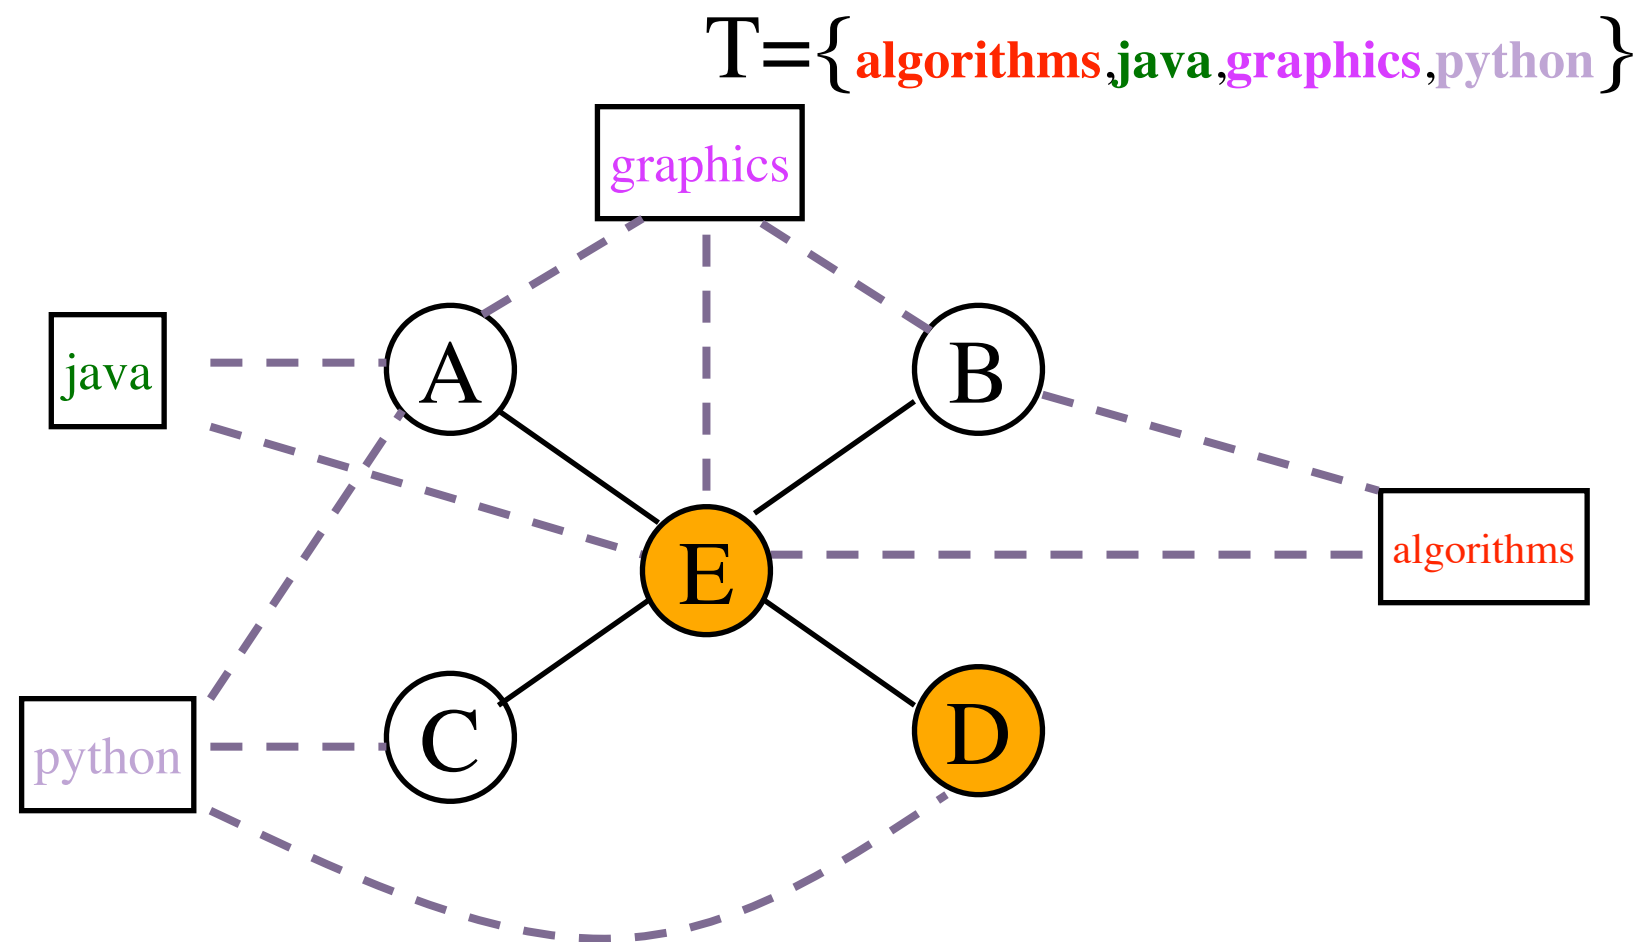 T={algorithms,java,graphics,python}
graphics
java
A
B
algorithms
E
python
C
D